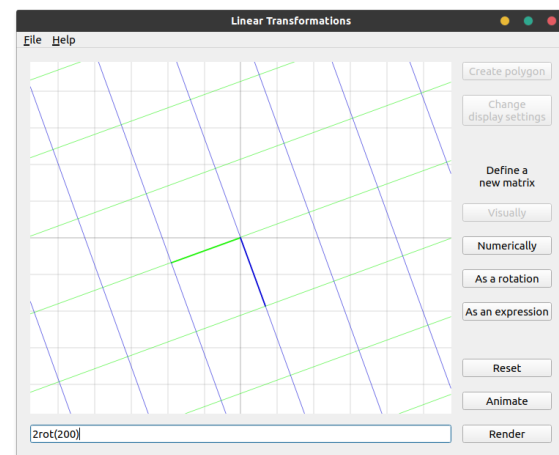 Linear Transformations
File Help
Create polygon
Change
display settings
Define a
new matrix
Visually
Numerically
As a rotation
As an expression
Reset
Animate
2rot(200)
Render